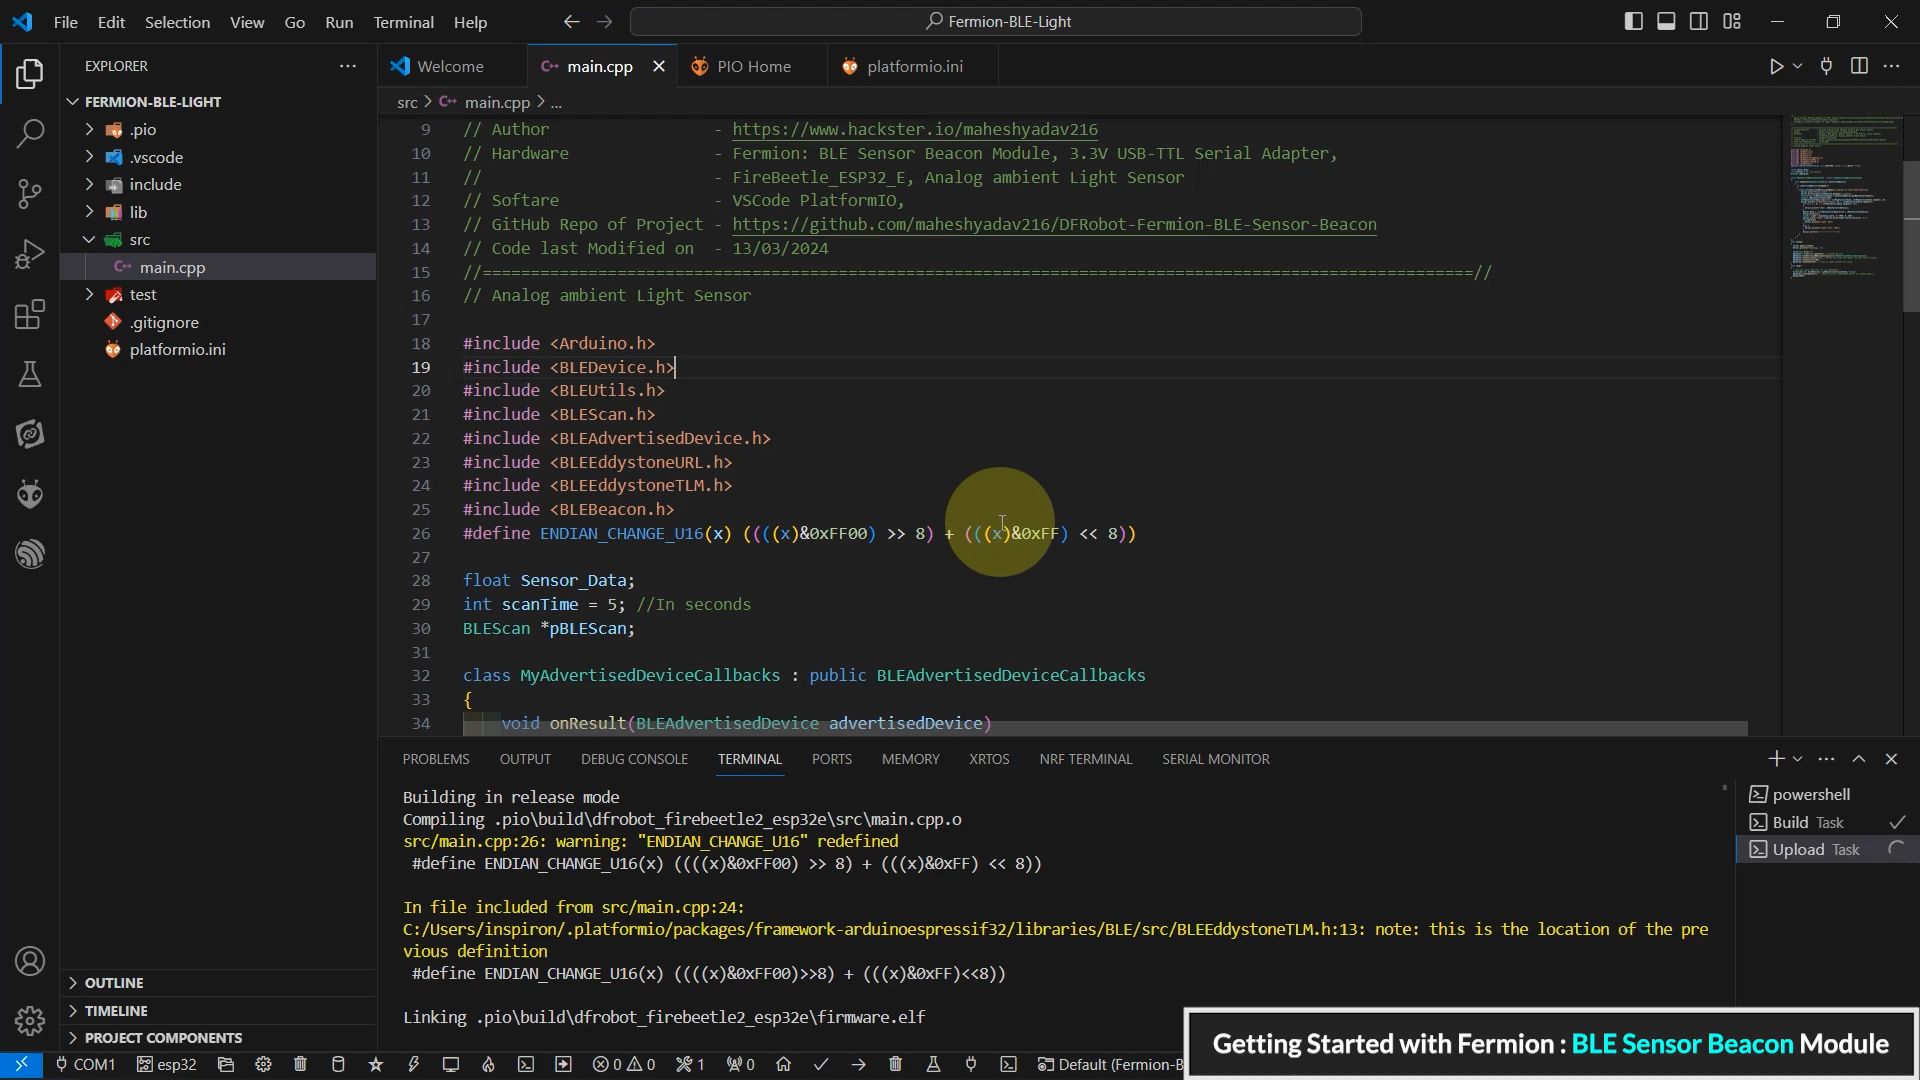 File Edit Selection View Go Run Terminal Help
Fermion-BLE-Light
EXPLORER
FERMION-BLE-LIGHT
.pio
.vscode
include
lib
src
main.cpp
test
.gitignore
platformio.ini
OUTLINE
TIMELINE
PROJECT COMPONENTS
Welcome
main.cpp
PIO Home
platformio.ini
src > main.cpp > ...
9 // Author - https://www.hackster.io/maheshyadav216
10 // Hardware - Fermion: BLE Sensor Beacon Module, 3.3V USB-TTL Serial Adapter,
11 // - FireBeetle_ESP32_E, Analog ambient Light Sensor
12 // Softare - VSCode PlatformIO,
13 // GitHub Repo of Project - https://github.com/maheshyadav216/DFRobot-Fermion-BLE-Sensor-Beacon
14 // Code last Modified on - 13/03/2024
15 //=======================================================================================================//
16 // Analog ambient Light Sensor
17
18 #include <Arduino.h>
19 #include <BLEDevice.h>
20 #include <BLEUtils.h>
21 #include <BLEScan.h>
22 #include <BLEAdvertisedDevice.h>
23 #include <BLEEddystoneURL.h>
24 #include <BLEEddystoneTLM.h>
25 #include <BLEBeacon.h>
26 #define ENDIAN_CHANGE_U16(x) ((((x)&0xFF00) >> 8) + (((x)&0xFF) << 8))
27
28 float Sensor_Data;
29 int scanTime = 5; //In seconds
30 BLEScan *pBLEScan;
31
32 class MyAdvertisedDeviceCallbacks : public BLEAdvertisedDeviceCallbacks
33 {
34 void onResult(BLEAdvertisedDevice advertisedDevice)
PROBLEMS OUTPUT DEBUG CONSOLE TERMINAL PORTS MEMORY XRTOS NRF TERMINAL SERIAL MONITOR
Building in release mode
Compiling .pio\build\dfrobot_firebeetle2_esp32e\src\main.cpp.o
src/main.cpp:26: warning: "ENDIAN_CHANGE_U16" redefined
#define ENDIAN_CHANGE_U16(x) ((((x)&0xFF00) >> 8) + (((x)&0xFF) << 8))
In file included from src/main.cpp:24:
C:/Users/inspiron/.platformio/packages/framework-arduinoespressif32/libraries/BLE/src/BLEEddystoneTLM.h:13: note: this is the location of the pre
vious definition
#define ENDIAN_CHANGE_U16(x) ((((x)&0xFF00)>>8) + (((x)&0xFF)<<8))
Linking .pio\build\dfrobot_firebeetle2_esp32e\firmware.elf
powershell
Build Task
Upload Task
COM1 esp32 0 0 1 0 Default (Fermion-B
Getting Started with Fermion : BLE Sensor Beacon Module